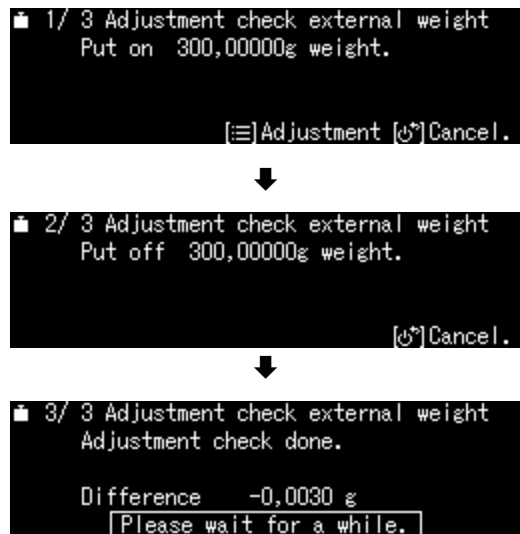 1/ 3 Adjustment check external weight
Put on 300,00000g weight.
[☰]Adjustment [⏻]Cancel.
2/ 3 Adjustment check external weight
Put off 300,00000g weight.
[⏻]Cancel.
3/ 3 Adjustment check external weight
Adjustment check done.
Difference -0,0030 g
Please wait for a while.